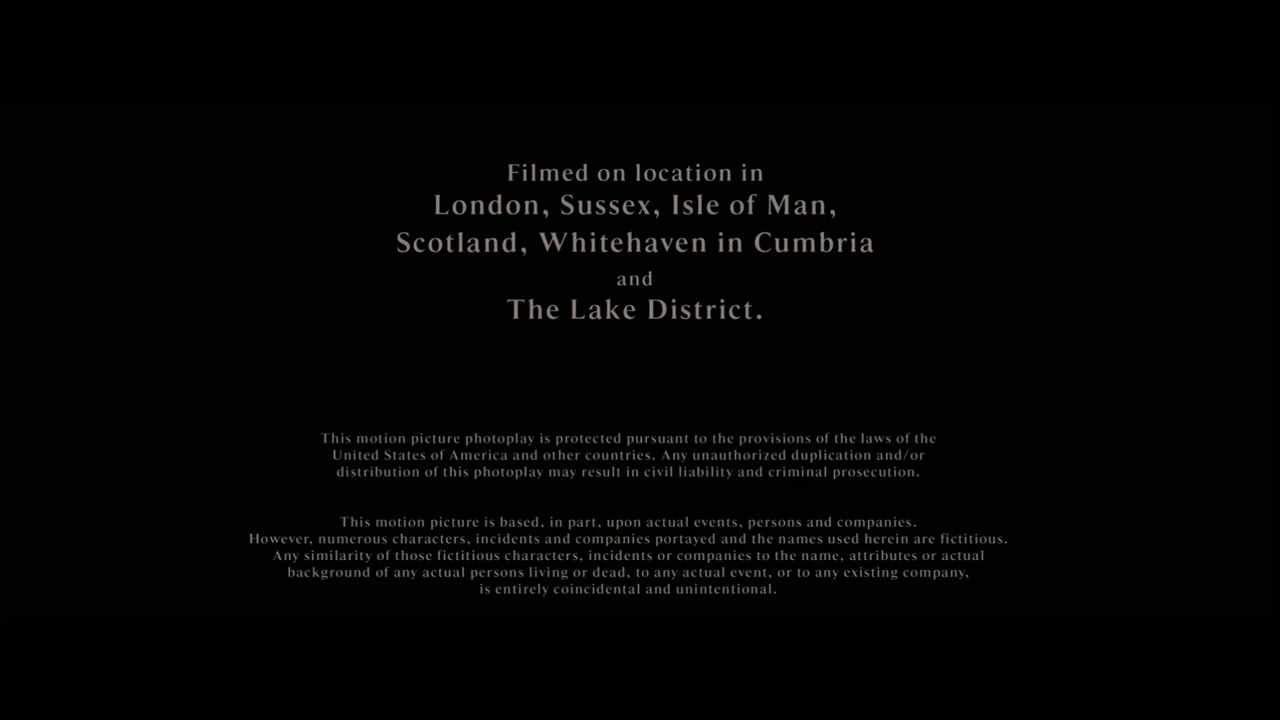 Filmed on location in
London, Sussex, Isle of Man,
Scotland, Whitehaven in Cumbria
and
The Lake District.
This motion picture photoplay is protected pursuant to the provisions of the laws of the
United States of America and other countries. Any unauthorized duplication and/or
distribution of this photoplay may result in civil liability and criminal prosecution.
This motion picture is based, in part, upon actual events, persons and companies.
However, numerous characters, incidents and companies portayed and the names used herein are fictitious.
Any similarity of those fictitious characters, incidents or companies to the name, attributes or actual
background of any actual persons living or dead, to any actual event, or to any existing company,
is entirely coincidental and unintentional.